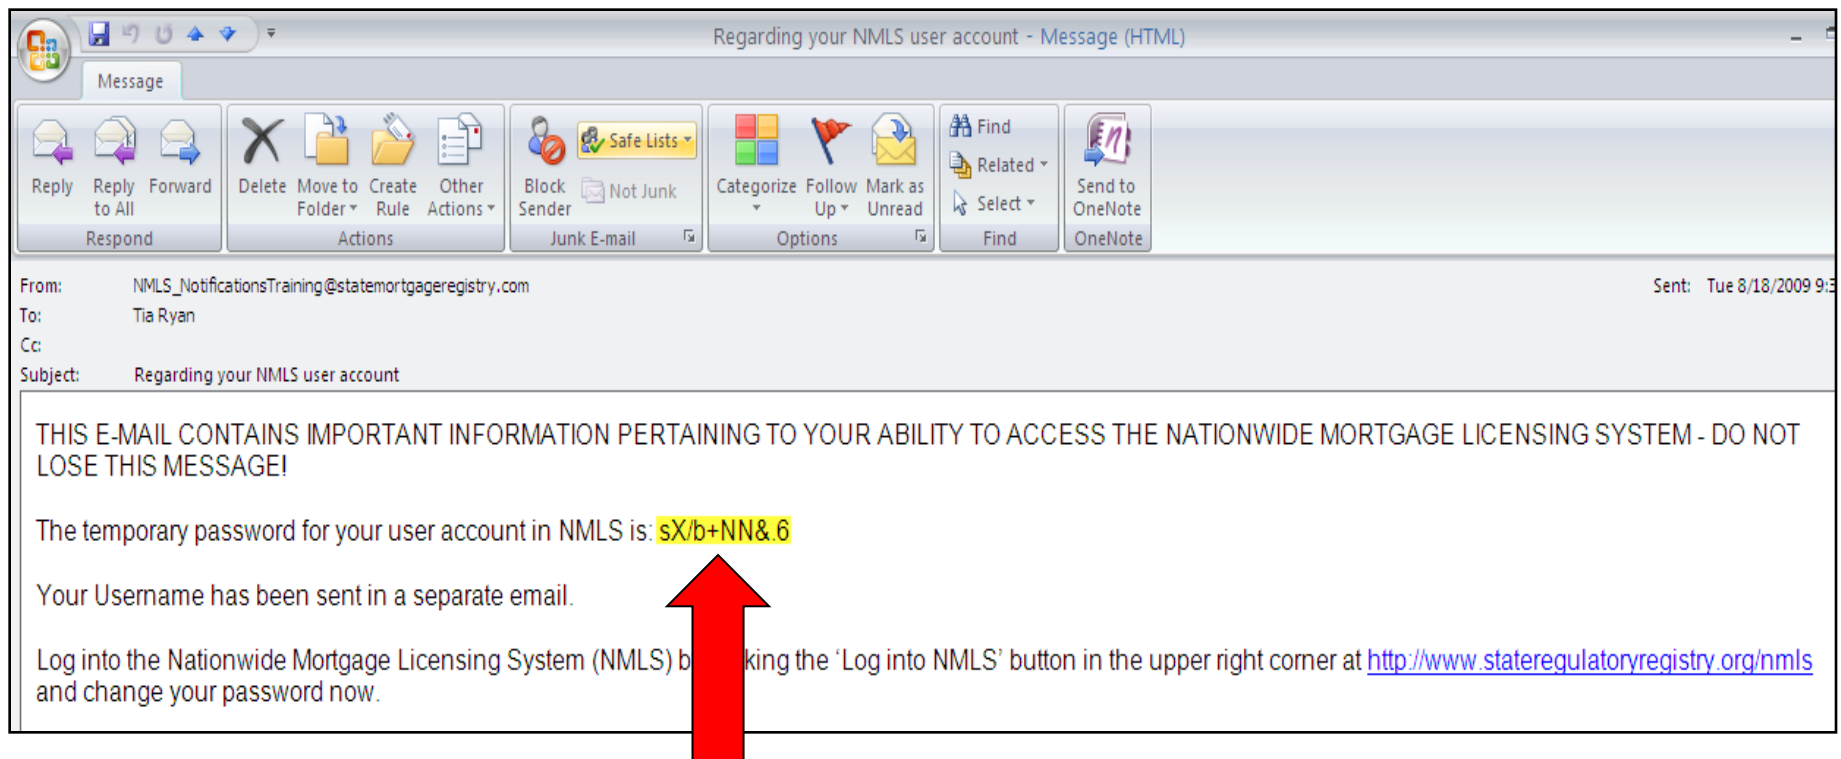 Regarding your NMLS user account - Message (HTML)
Message
Reply
Reply to All
Forward
Respond
Delete
Move to Folder
Create Rule
Other Actions
Actions
Block Sender
Safe Lists
Not Junk
Junk E-mail
Categorize
Follow Up
Mark as Unread
Options
Find
Related
Select
Find
Send to OneNote
OneNote
From: NMLS_NotificationsTraining@statemortgageregistry.com
Sent: Tue 8/18/2009 9:3
To: Tia Ryan
Cc:
Subject: Regarding your NMLS user account
THIS E-MAIL CONTAINS IMPORTANT INFORMATION PERTAINING TO YOUR ABILITY TO ACCESS THE NATIONWIDE MORTGAGE LICENSING SYSTEM - DO NOT
LOSE THIS MESSAGE!
The temporary password for your user account in NMLS is: sX/b+NN&.6
Your Username has been sent in a separate email.
Log into the Nationwide Mortgage Licensing System (NMLS) b king the ‘Log into NMLS’ button in the upper right corner at http://www.stateregulatoryregistry.org/nmls
and change your password now.